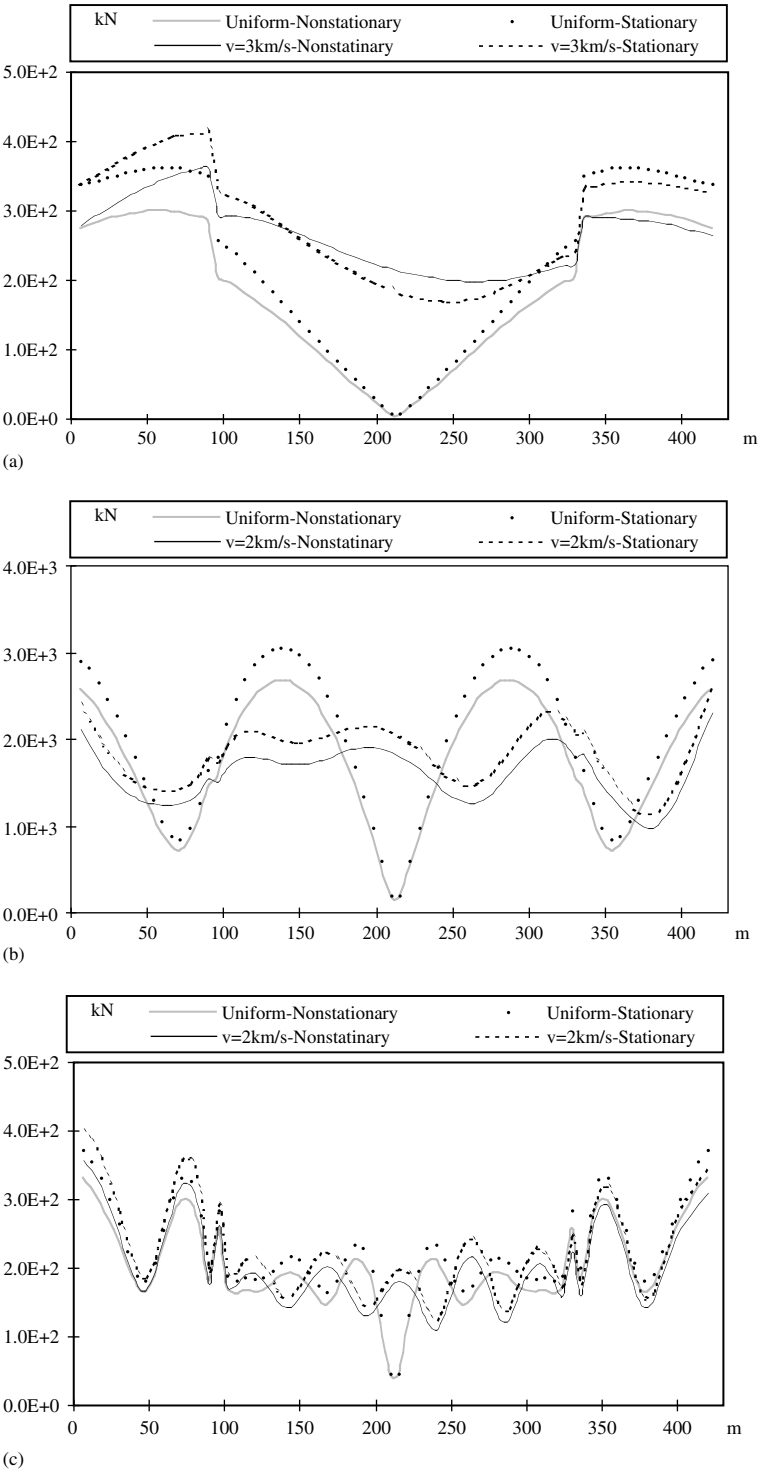 kN Uniform-Nonstationary Uniform-Stationary
v=3km/s-Nonstatinary v=3km/s-Stationary
5.0E+2
4.0E+2
3.0E+2
2.0E+2
1.0E+2
0.0E+0
0 50 100 150 200 250 300 350 400 m
(a)
kN Uniform-Nonstationary Uniform-Stationary
v=2km/s-Nonstatinary v=2km/s-Stationary
4.0E+3
3.0E+3
2.0E+3
1.0E+3
0.0E+0
0 50 100 150 200 250 300 350 400 m
(b)
kN Uniform-Nonstationary Uniform-Stationary
v=2km/s-Nonstatinary v=2km/s-Stationary
5.0E+2
4.0E+2
3.0E+2
2.0E+2
1.0E+2
0.0E+0
0 50 100 150 200 250 300 350 400 m
(c)